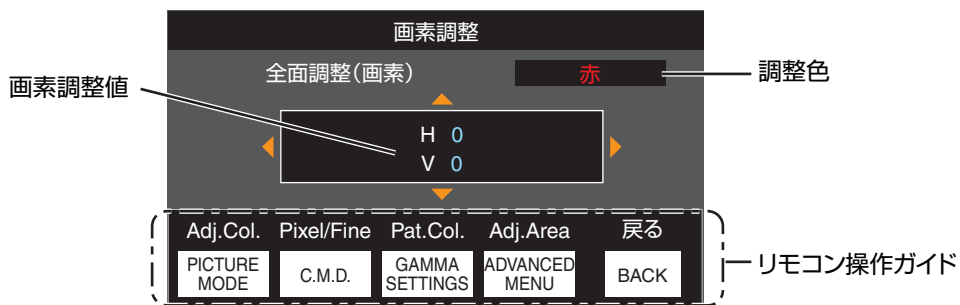 画素調整
全面調整(画素) 赤
調整色
画素調整値
H 0
V 0
Adj.Col. Pixel/Fine Pat.Col. Adj.Area 戻る
PICTURE MODE C.M.D. GAMMA SETTINGS ADVANCED MENU BACK
リモコン操作ガイド